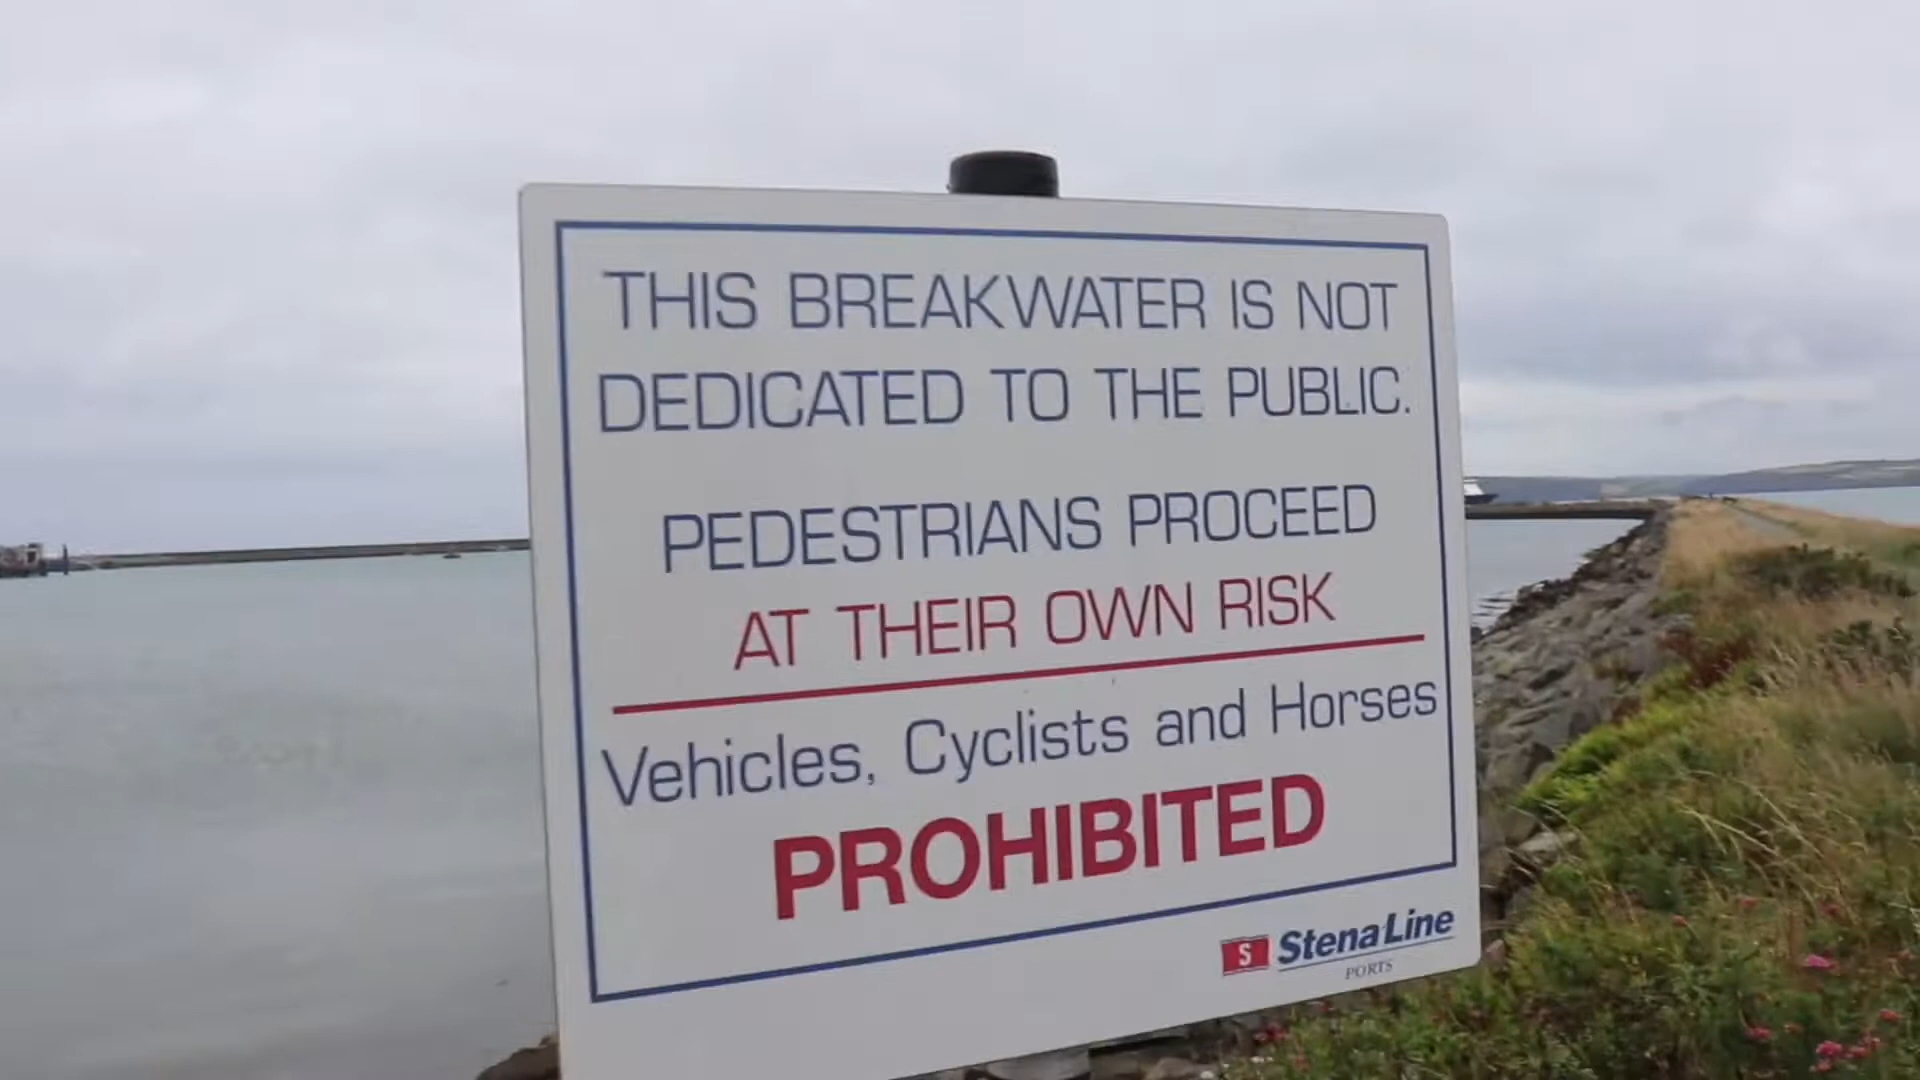 THIS BREAKWATER IS NOT
DEDICATED TO THE PUBLIC.
PEDESTRIANS PROCEED
AT THEIR OWN RISK
Vehicles, Cyclists and Horses
PROHIBITED
S Stena Line
PORTS